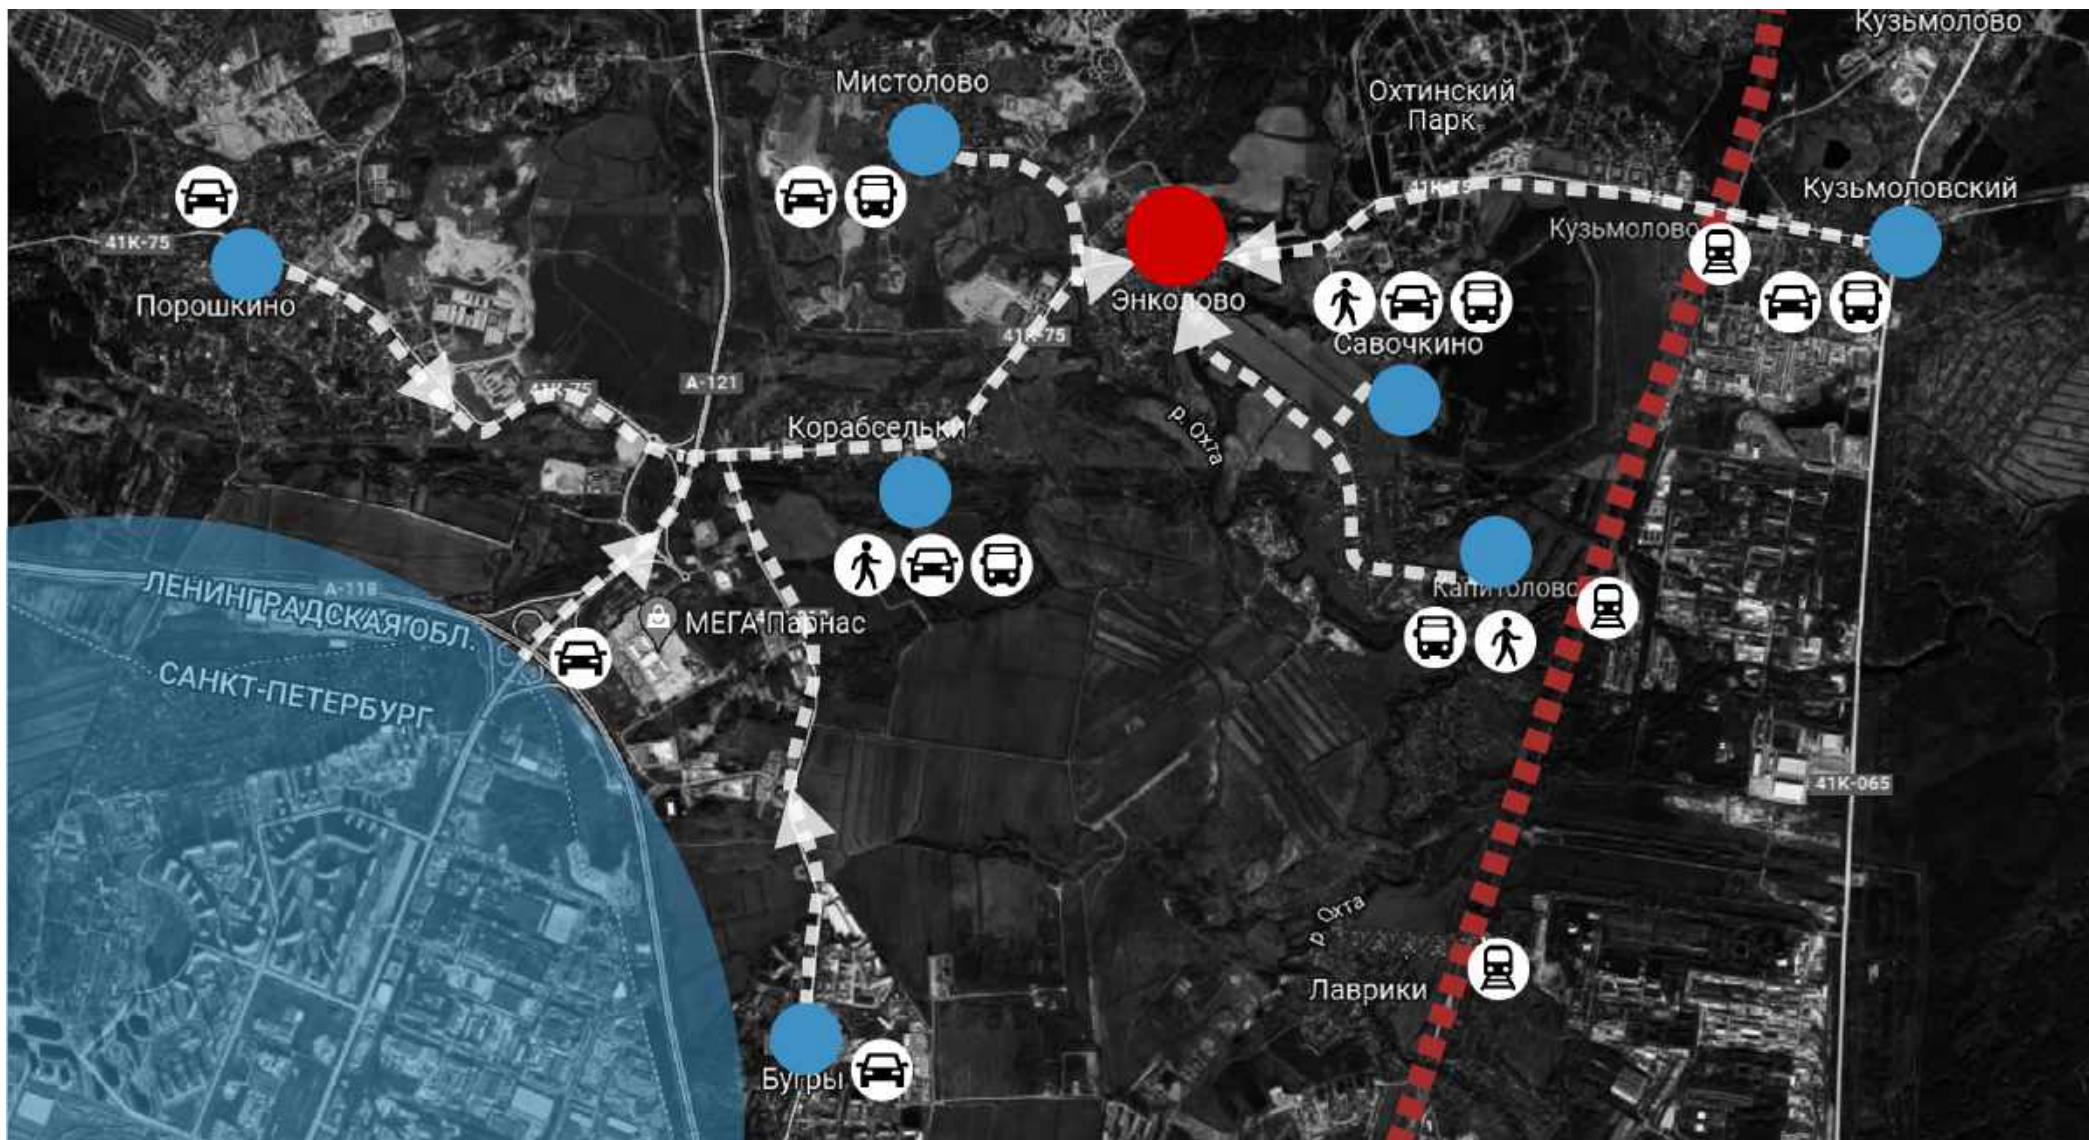 Кузьмолово
Мистолово
Охтинский
Парк
41К-75
Кузьмоловский
Кузьмолово
41К-75
Порошкино
Энколово
41К-75
Савочкино
А-121
41К-75
Корабсельки
р. Охта
А-118
ЛЕНИНГРАДСКАЯ ОБЛ.
Капитолово
МЕГА Парнас
САНКТ-ПЕТЕРБУРГ
41К-065
р. Охта
Лаврики
Бугры